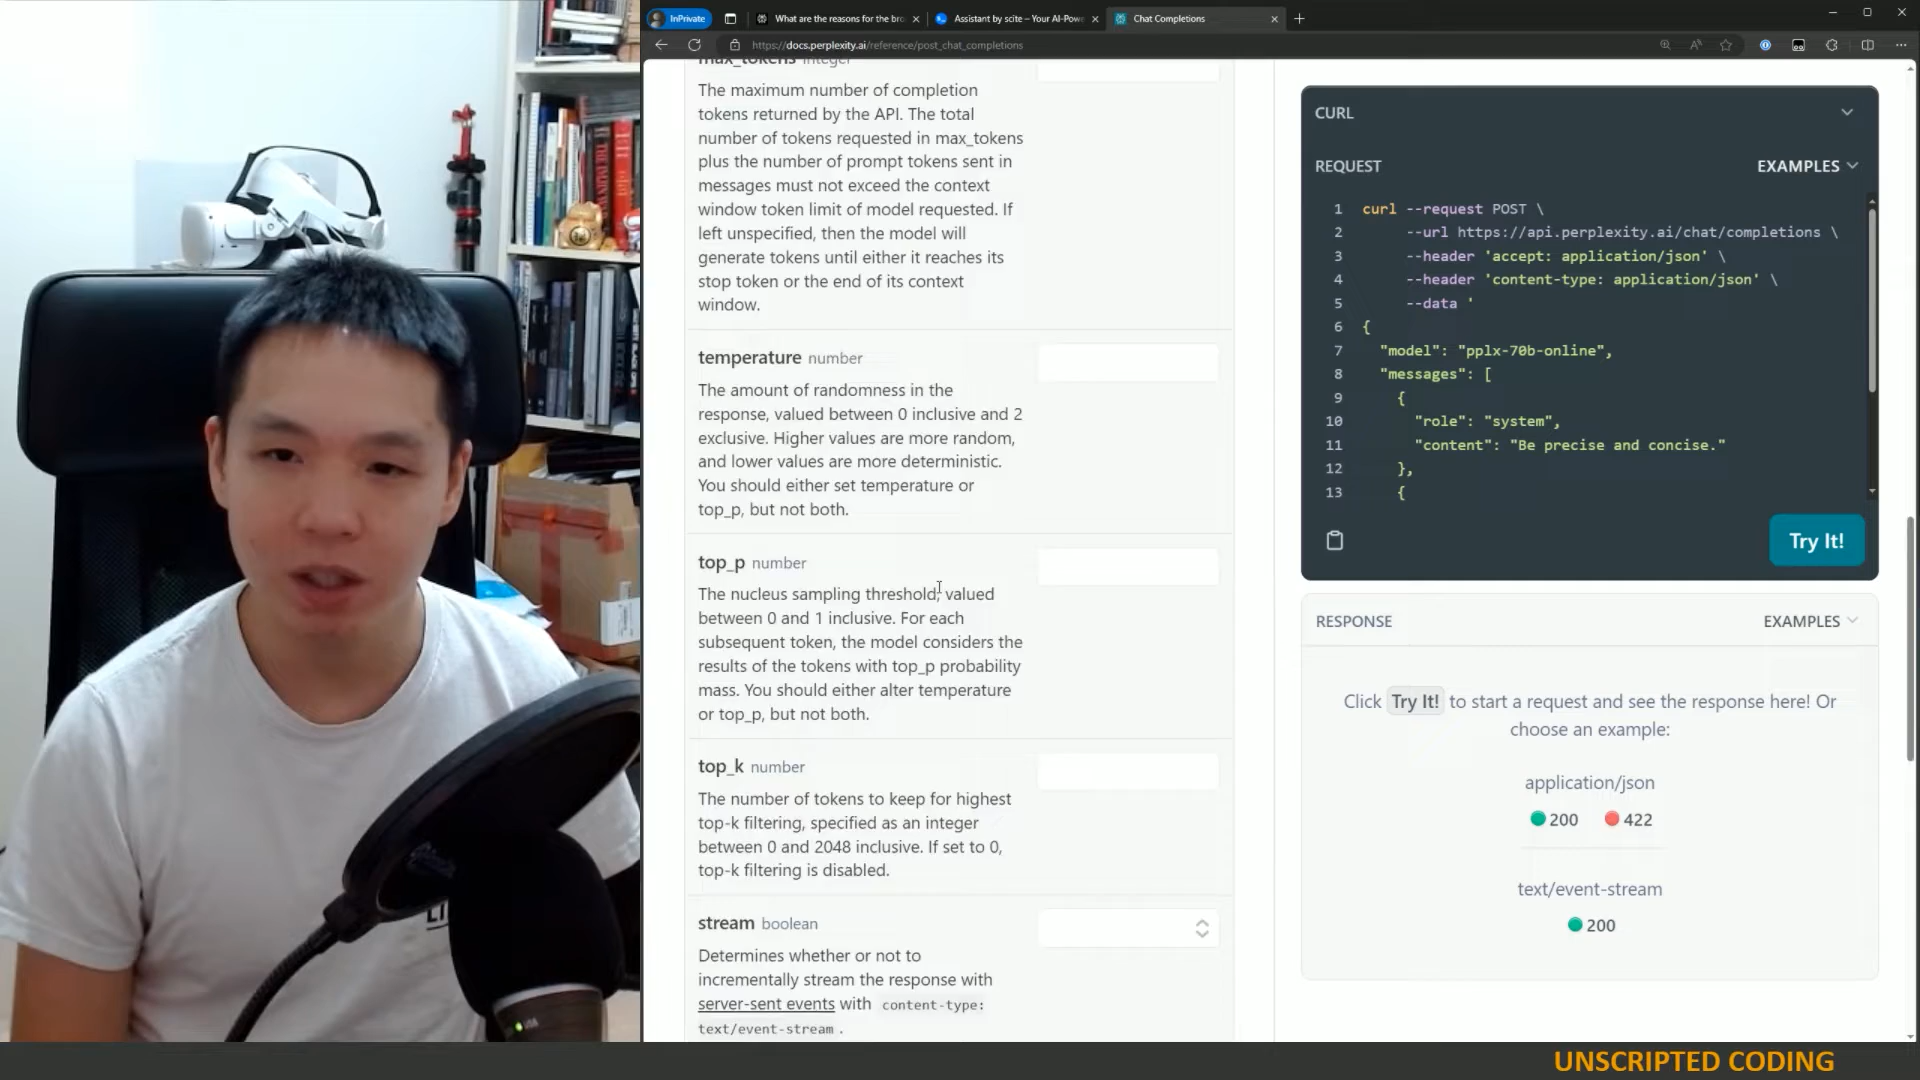 InPrivate
What are the reasons for the bro
Assistant by scite – Your AI-Pow
Chat Completions
https://docs.perplexity.ai/reference/post_chat_completions
max_tokens integer
The maximum number of completion
tokens returned by the API. The total
number of tokens requested in max_tokens
plus the number of prompt tokens sent in
messages must not exceed the context
window token limit of model requested. If
left unspecified, then the model will
generate tokens until either it reaches its
stop token or the end of its context
window.
temperature number
The amount of randomness in the
response, valued between 0 inclusive and 2
exclusive. Higher values are more random,
and lower values are more deterministic.
You should either set temperature or
top_p, but not both.
top_p number
The nucleus sampling threshold, valued
between 0 and 1 inclusive. For each
subsequent token, the model considers the
results of the tokens with top_p probability
mass. You should either alter temperature
or top_p, but not both.
top_k number
The number of tokens to keep for highest
top-k filtering, specified as an integer
between 0 and 2048 inclusive. If set to 0,
top-k filtering is disabled.
stream boolean
Determines whether or not to
incrementally stream the response with
server-sent events with content-type:
text/event-stream .
CURL
REQUEST
EXAMPLES
1 curl --request POST \
2 --url https://api.perplexity.ai/chat/completions \
3 --header 'accept: application/json' \
4 --header 'content-type: application/json' \
5 --data '
6 {
7 "model": "pplx-70b-online",
8 "messages": [
9 {
10 "role": "system",
11 "content": "Be precise and concise."
12 },
13 {
Try It!
RESPONSE
EXAMPLES
Click Try It! to start a request and see the response here! Or
choose an example:
application/json
200 422
text/event-stream
200
UNSCRIPTED CODING